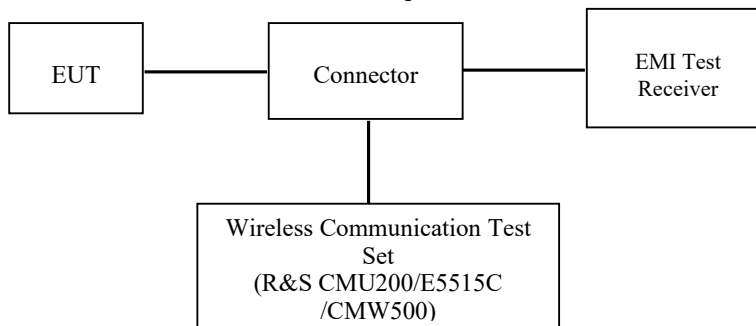 EUT
Connector
EMI Test
Receiver
Wireless Communication Test
Set
(R&S CMU200/E5515C
/CMW500)